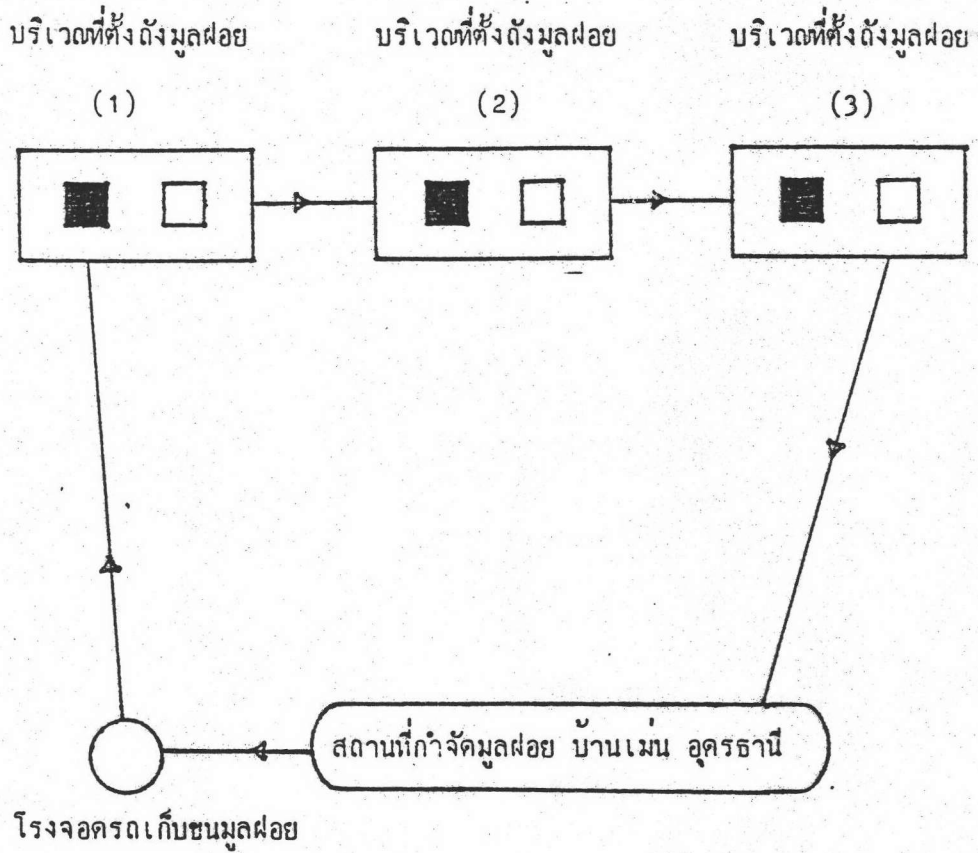 บริเวณที่ตั้งถังมูลฝอย บริเวณที่ตั้งถังมูลฝอย บริเวณที่ตั้งถังมูลฝอย
(1) (2) (3)
สถานที่กำจัดมูลฝอย บ้านเม่น อุดรธานี
โรงจอดรถเก็บขนมูลฝอย